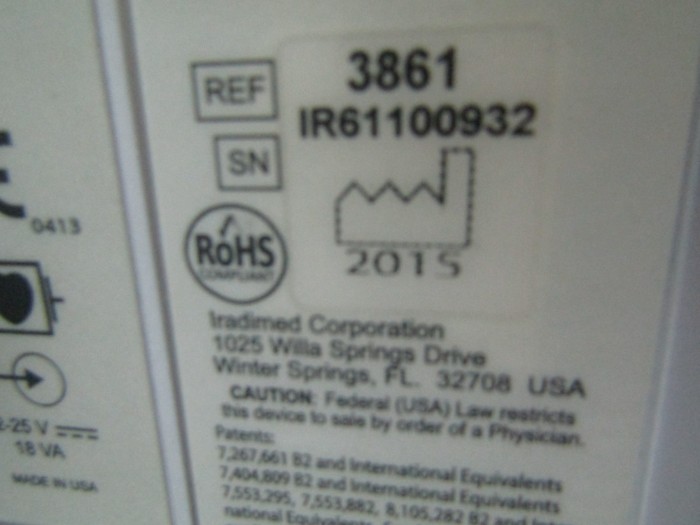 REF 3861
IR61100932
SN
2015
RoHS
COMPLIANT
Iradimed Corporation
1025 Willa Springs Drive
Winter Springs, FL. 32708 USA
CAUTION: Federal (USA) Law restricts
this device to sale by order of a Physician.
Patents:
7,267,661 B2 and International Equivalents
7,404,809 B2 and International Equivalents
7,553,295, 7,553,882, 8,105,282 B2 and
national Equivalents
0413
-25 V
18 VA
MADE IN USA